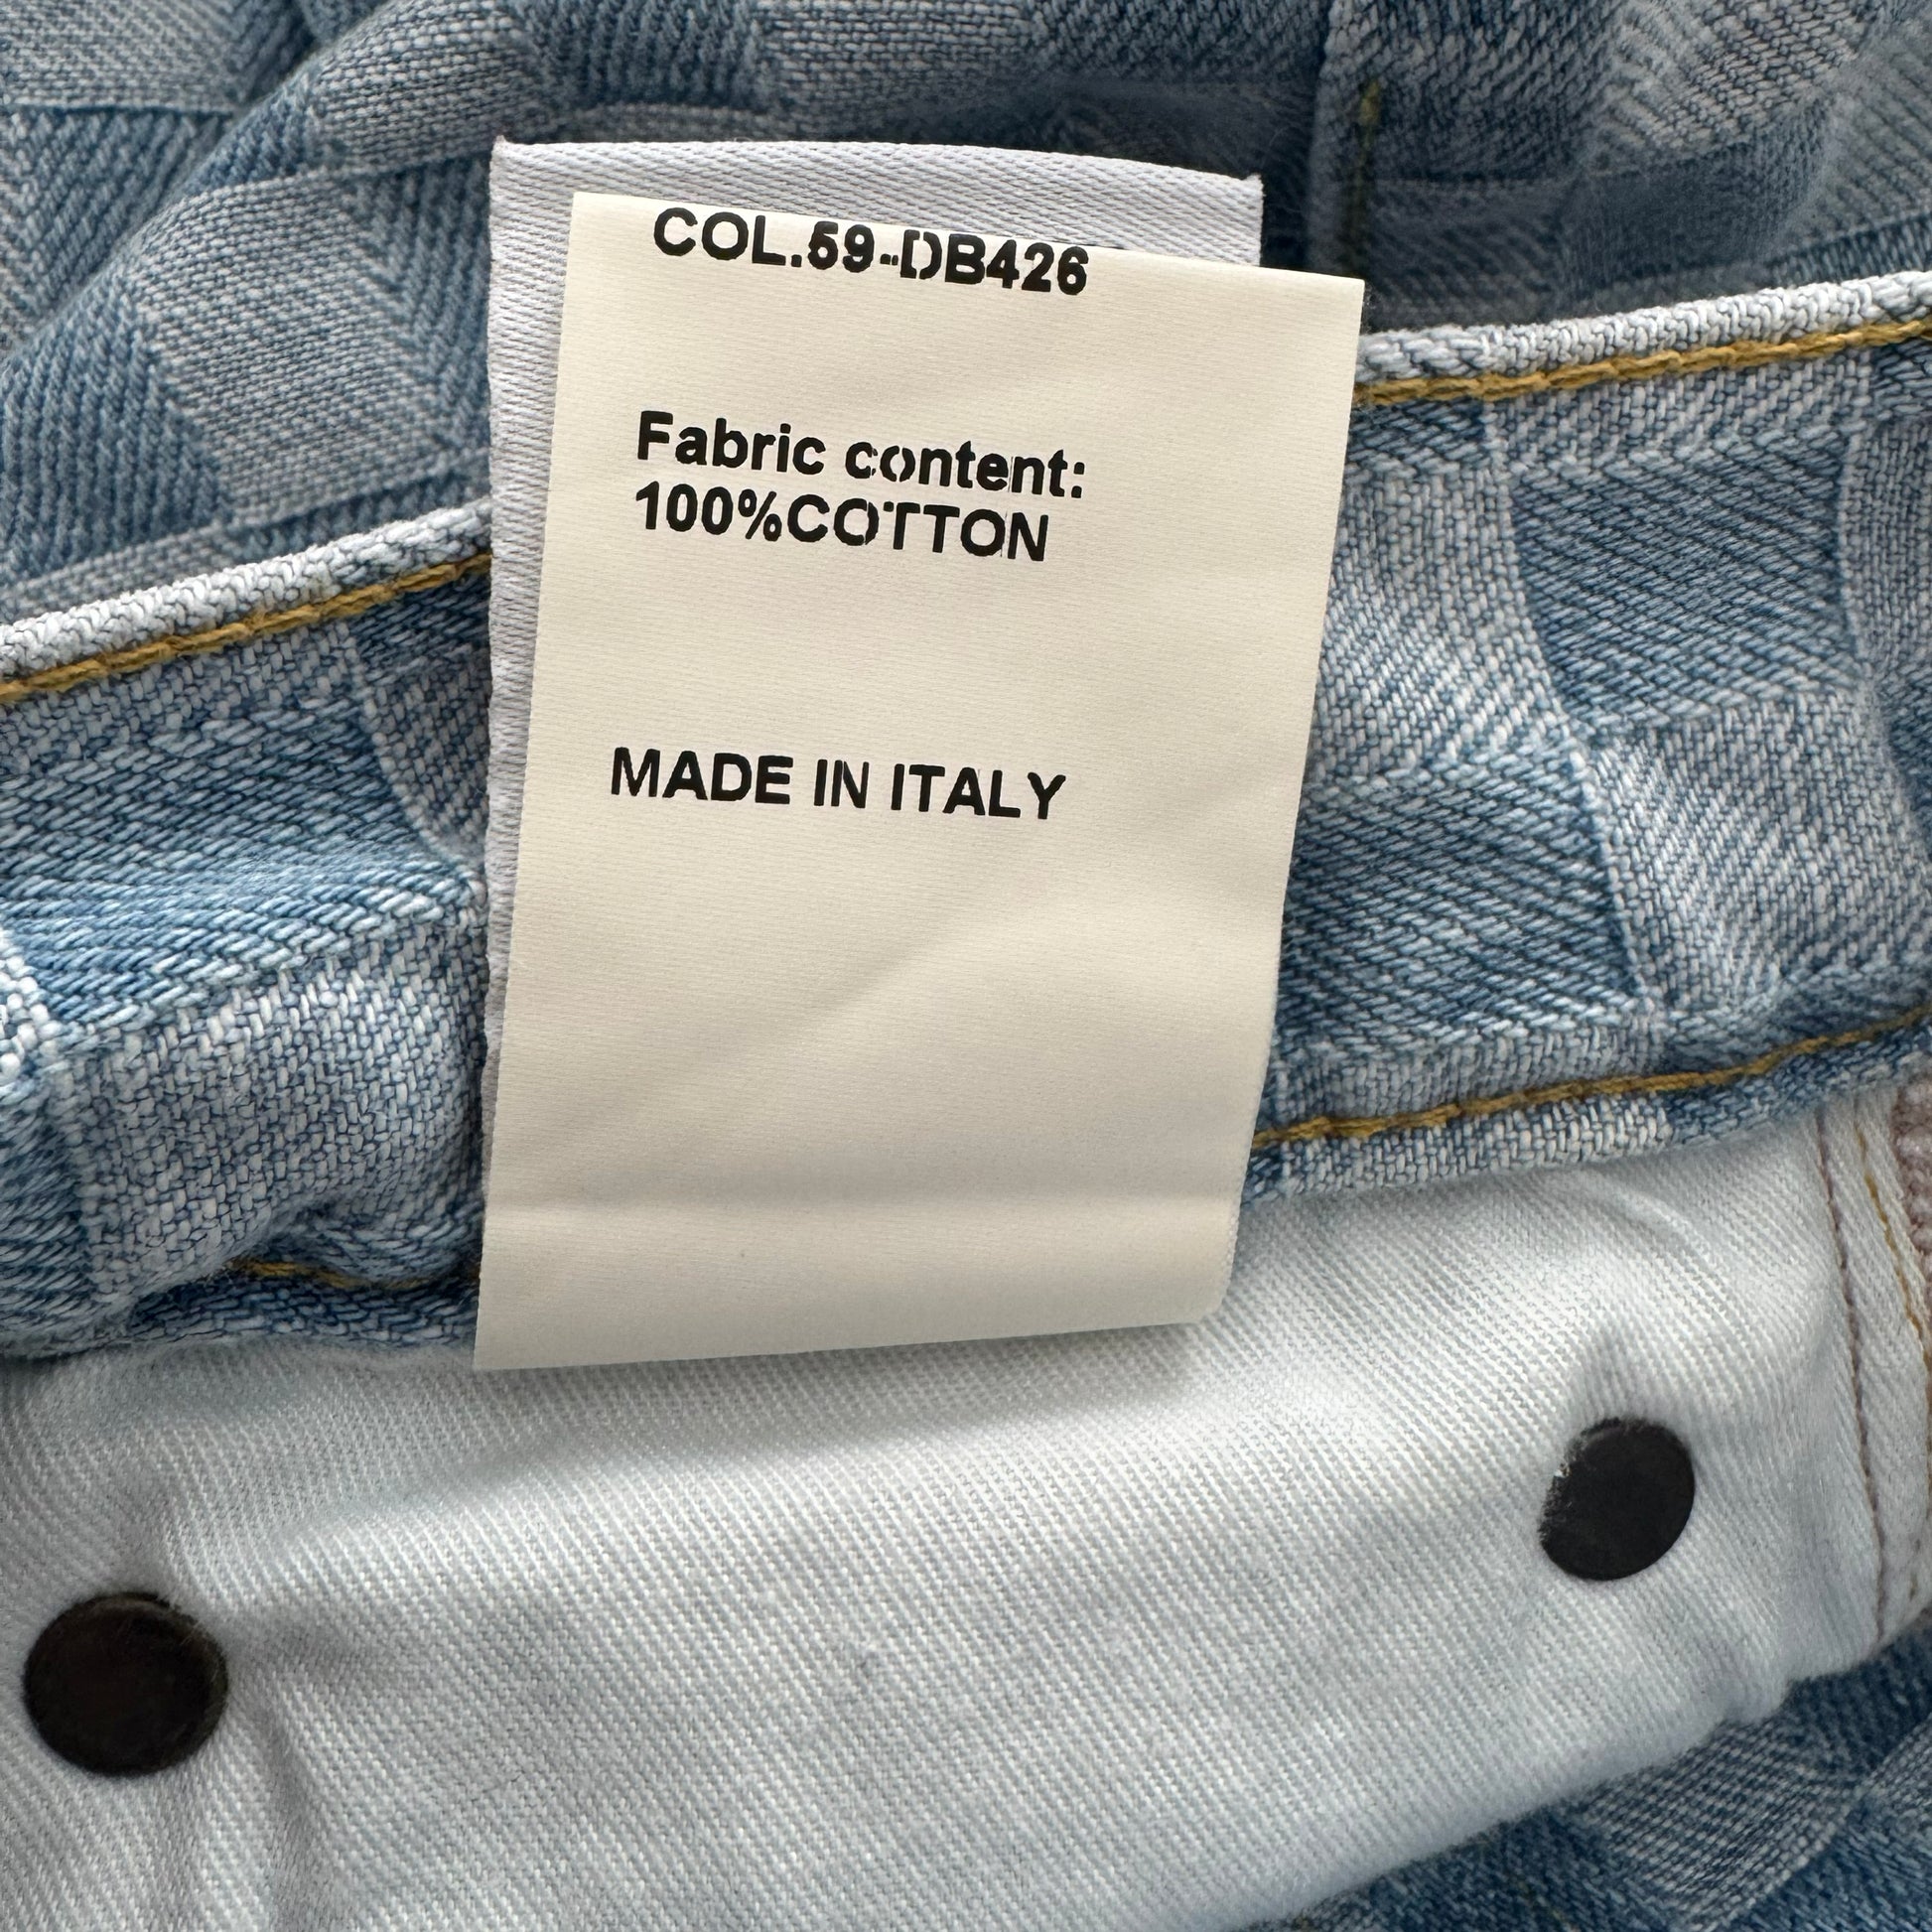 COL.59-DB426
Fabric content:
100%COTTON
MADE IN ITALY